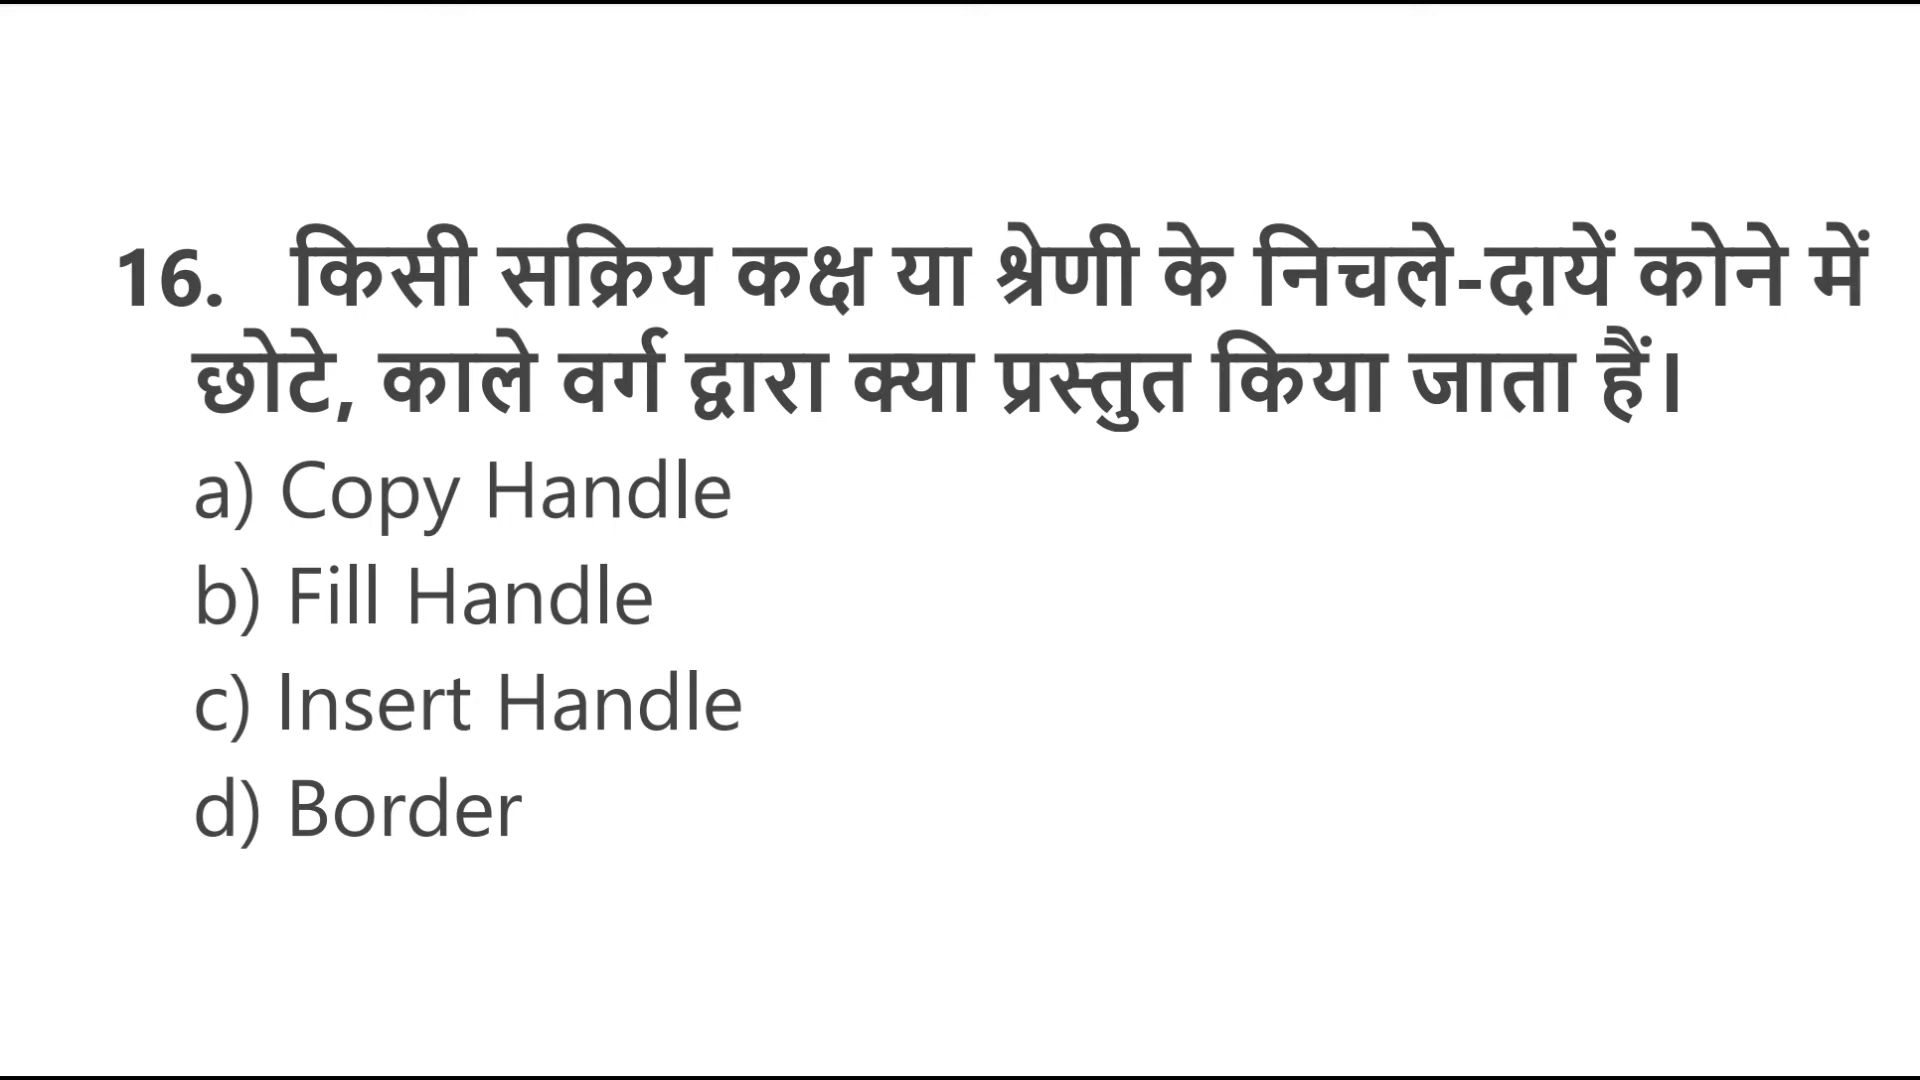 16. किसी सक्रिय कक्ष या श्रेणी के निचले-दायें कोने में
छोटे, काले वर्ग द्वारा क्या प्रस्तुत किया जाता हैं।
a) Copy Handle
b) Fill Handle
c) Insert Handle
d) Border